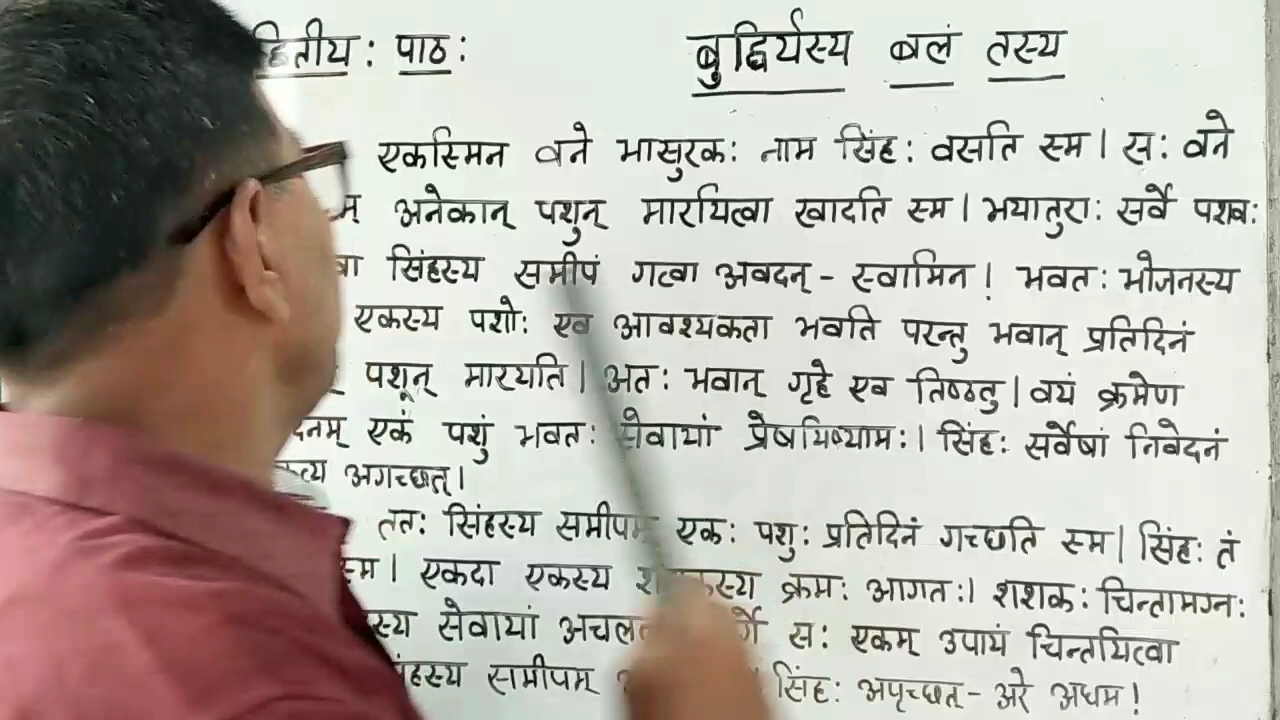 द्वितीय: पाठ: बुद्धिर्यस्य बलं तस्य
एकस्मिन वने भासुरक: नाम सिंह: वसति स्म। स: वने
म् अनेकान् पशुन् मारयित्वा खादति स्म। भयातुरा: सर्वे पशव:
सिंहस्य समीपं गत्वा अवदन् - स्वामिन! भवत: भोजनस्य
एकस्य पशो: एव आवश्यकता भवति परन्तु भवान् प्रतिदिनं
पशून् मारयति। अत: भवान् गृहे एव तिष्ठतु। वयं क्रमेण
दिनम् एकं पशुं भवत: सेवायां प्रेषयिष्याम:। सिंह: सर्वेषां निवेदनं
अगच्छत्।
तत: सिंहस्य समीपम् एक: पशु: प्रतिदिनं गच्छति स्म। सिंह: तं
स्म। एकदा एकस्य क्रम: आगत:। शशक: चिन्तामग्न:
स्य सेवायां स: एकम् उपायं चिन्तयित्वा
सिंहस्य समीपम् सिंह: अपृच्छत् - अरे अधम!